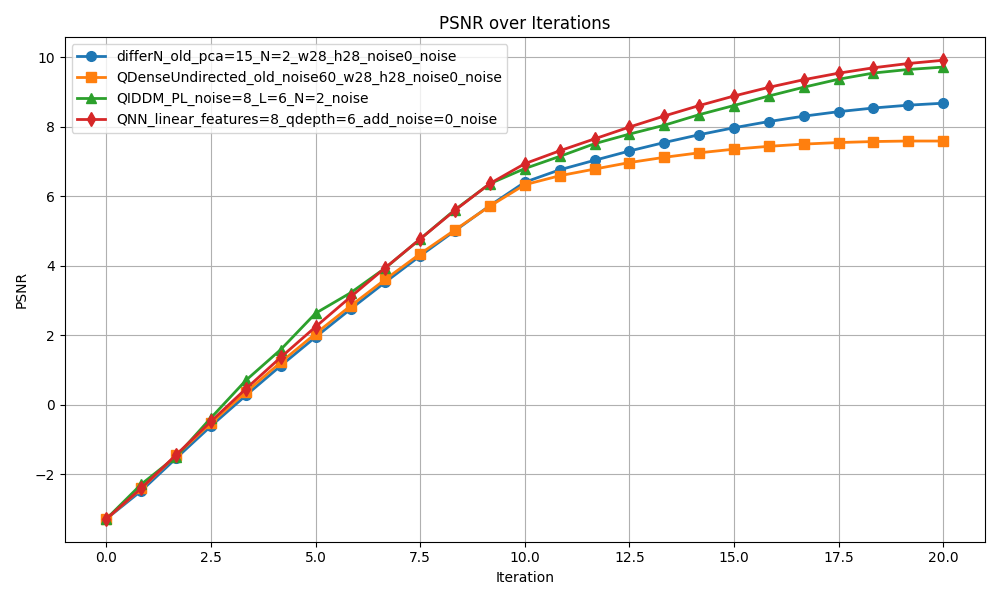 PSNR over Iterations
differN_old_pca=15_N=2_w28_h28_noise0_noise
QDenseUndirected_old_noise60_w28_h28_noise0_noise
QIDDM_PL_noise=8_L=6_N=2_noise
QNN_linear_features=8_qdepth=6_add_noise=0_noise
PSNR
10
8
6
4
2
0
−2
0.0 2.5 5.0 7.5 10.0 12.5 15.0 17.5 20.0
Iteration